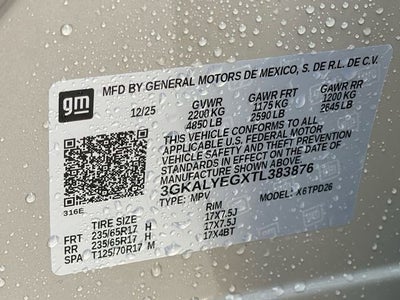 gm
MFD BY GENERAL MOTORS DE MEXICO, S. DE R.L. DE C.V.
12/25 GVWR GAWR FRT GAWR RR
2200 KG 1175 KG 1200 KG
4850 LB 2590 LB 2645 LB
THIS VEHICLE CONFORMS TO ALL
APPLICABLE U.S. FEDERAL MOTOR
VEHICLE SAFETY AND THEFT PREVENTION
STANDARDS IN EFFECT ON THE DATE OF
MANUFACTURE SHOWN ABOVE.
3GKALYEGXTL383876
TYPE: MPV MODEL: X6TPD26
316E
TIRE SIZE RIM
FRT 235/65R17 H 17X7.5J
RR 235/65R17 H 17X7.5J
SPA T125/70R17 M 17X4BT